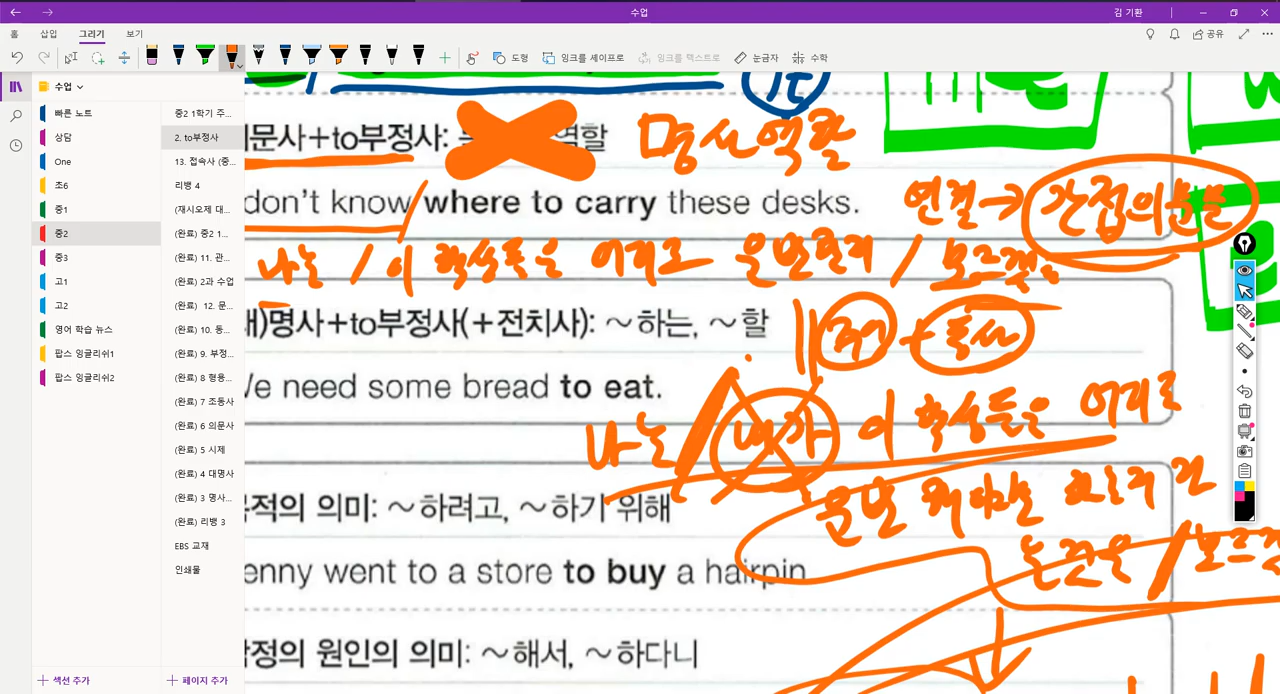 수업
김 기환
홈 삽입 그리기 보기
공유
도형 잉크를 셰이프로 잉크를 텍스트로 눈금자 수학
수업
빠른 노트
상담
One
초6
중1
중2
중3
고1
고2
영어 학습 뉴스
팝스 잉글리쉬1
팝스 잉글리쉬2
섹션 추가
중2 1학기 주...
2. to부정사
13. 접속사 (중...
리뱅 4
(재시오제 대...
(완료) 중2 1...
(완료) 11. 관...
(완료) 2과 수업
(완료) 12. 문...
(완료) 10. 동...
(완료) 9. 부정...
(완료) 8 형용...
(완료) 7 조동사
(완료) 6 의문사
(완료) 5 시제
(완료) 4 대명사
(완료) 3 명사...
(완료) 리뱅 3
EBS 교재
인쇄물
페이지 추가
의문사+to부정사: 역할 명사역할
don't know / where to carry these desks.
연결→간접의문문
나는 / 이 책상들을 어디로 운반할지 / 모르겠
명사+to부정사(+전치사): ~하는, ~할
주어 + 동사
We need some bread to eat.
나는 / 내가 이 책상들을 어디로
운반 해야하는 하는지
목적의 의미: ~하려고, ~하기 위해
enny went to a store to buy a hairpin
감정의 원인의 의미: ~해서, ~하다니